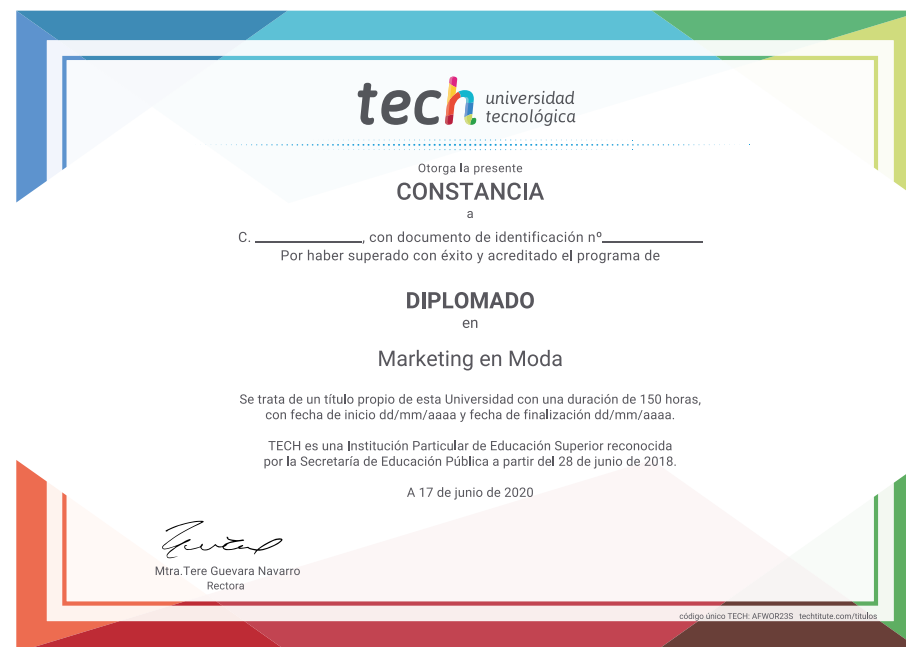 tech universidad
tecnológica
Otorga la presente
CONSTANCIA
a
C. ____________, con documento de identificación nº____________
Por haber superado con éxito y acreditado el programa de
DIPLOMADO
en
Marketing en Moda
Se trata de un título propio de esta Universidad con una duración de 150 horas,
con fecha de inicio dd/mm/aaaa y fecha de finalización dd/mm/aaaa.
TECH es una Institución Particular de Educación Superior reconocida
por la Secretaría de Educación Pública a partir del 28 de junio de 2018.
A 17 de junio de 2020
Mtra.Tere Guevara Navarro
Rectora
código único TECH: AFWOR23S techtitute.com/titulos